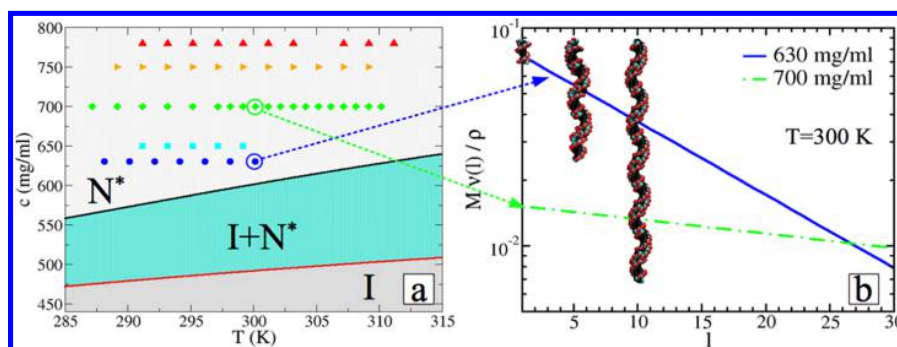 800
750
700
650
600
550
500
450
c (mg/ml)
N*
I+N*
I
a
285 290 295 300 305 310 315
T (K)
10⁻¹
10⁻²
M ν(l) / ρ
630 mg/ml
700 mg/ml
T=300 K
b
5 10 15 20 25 30
l